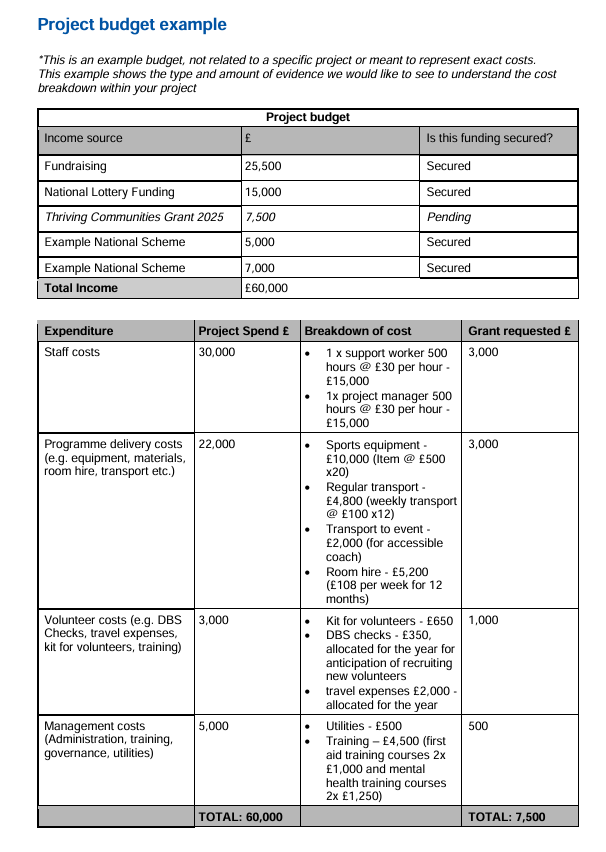 Project budget example
*This is an example budget, not related to a specific project or meant to represent exact costs.
This example shows the type and amount of evidence we would like to see to understand the cost
breakdown within your project
Project budget
Income source £ Is this funding secured?
Fundraising 25,500 Secured
National Lottery Funding 15,000 Secured
Thriving Communities Grant 2025 7,500 Pending
Example National Scheme 5,000 Secured
Example National Scheme 7,000 Secured
Total Income £60,000
Expenditure Project Spend £ Breakdown of cost Grant requested £
Staff costs 30,000 • 1 x support worker 500 3,000
hours @ £30 per hour -
£15,000
• 1x project manager 500
hours @ £30 per hour -
£15,000
Programme delivery costs 22,000 • Sports equipment - 3,000
(e.g. equipment, materials, £10,000 (Item @ £500
room hire, transport etc.) x20)
• Regular transport -
£4,800 (weekly transport
@ £100 x12)
• Transport to event -
£2,000 (for accessible
coach)
• Room hire - £5,200
(£108 per week for 12
months)
Volunteer costs (e.g. DBS 3,000 • Kit for volunteers - £650 1,000
Checks, travel expenses, • DBS checks - £350,
kit for volunteers, training) allocated for the year for
anticipation of recruiting
new volunteers
• travel expenses £2,000 -
allocated for the year
Management costs 5,000 • Utilities - £500 500
(Administration, training, • Training – £4,500 (first
governance, utilities) aid training courses 2x
£1,000 and mental
health training courses
2x £1,250)
TOTAL: 60,000 TOTAL: 7,500